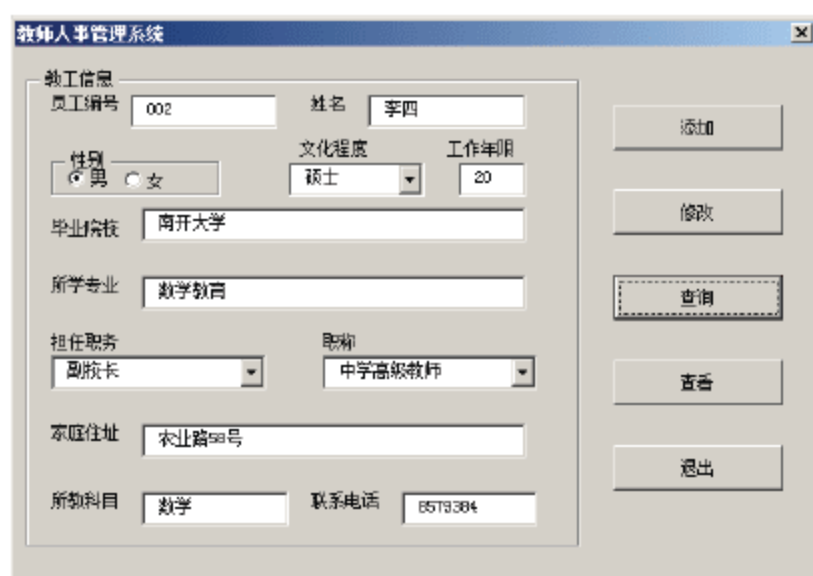 教师人事管理系统
教工信息
员工编号 002 姓名 李四 添加
性别 文化程度 工作年限
男 女 硕士 20
毕业院校 南开大学 修改
所学专业 数学教育 查询
担任职务 职称
副校长 中学高级教师 查看
家庭住址 农业路58号 退出
所教科目 数学 联系电话 8579384